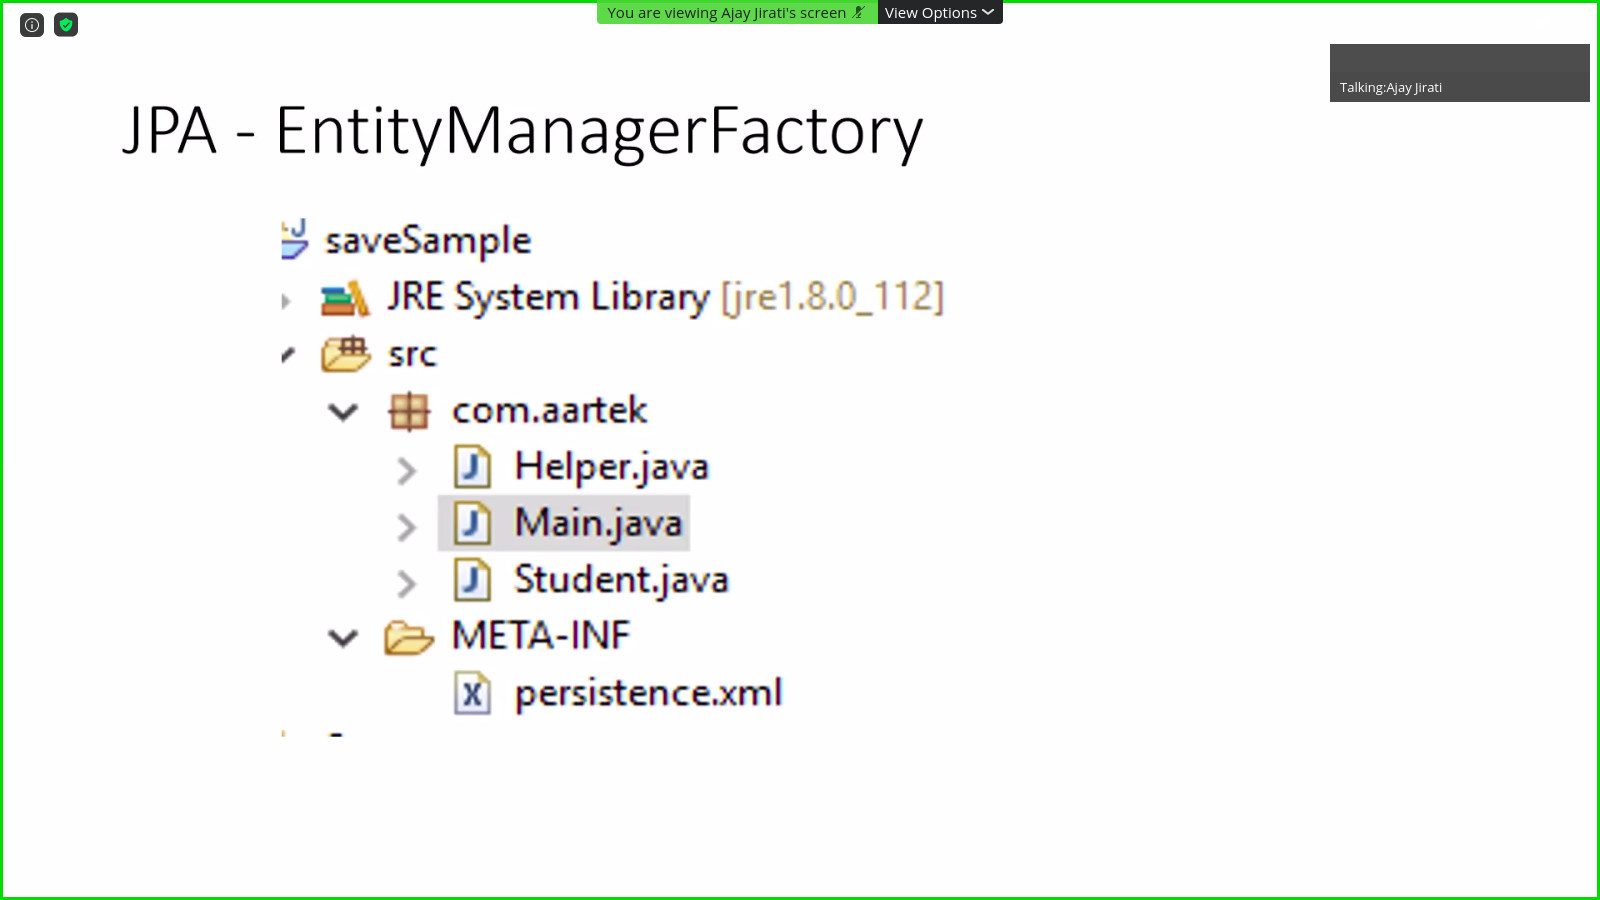 You are viewing Ajay Jirati's screen View Options
Talking:Ajay Jirati
JPA - EntityManagerFactory
saveSample
JRE System Library [jre1.8.0_112]
src
com.aartek
Helper.java
Main.java
Student.java
META-INF
persistence.xml